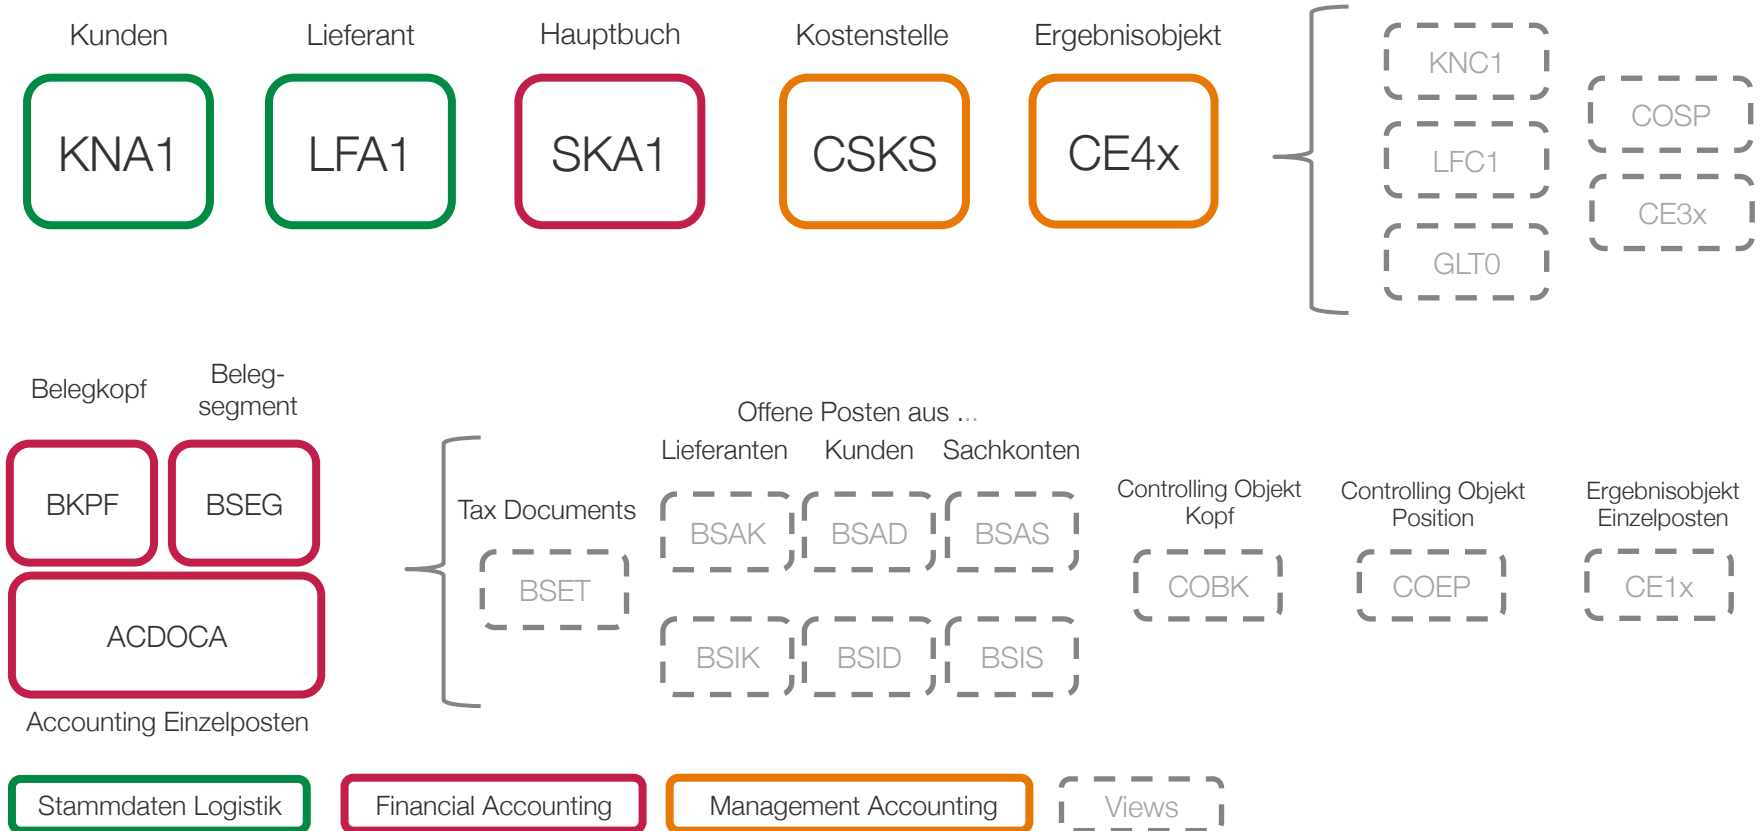 Kunden
Lieferant
Hauptbuch
Kostenstelle
Ergebnisobjekt
KNA1
LFA1
SKA1
CSKS
CE4x
KNC1
LFC1
GLT0
COSP
CE3x
Belegkopf
Beleg-
segment
BKPF
BSEG
ACDOCA
Accounting Einzelposten
Tax Documents
BSET
Offene Posten aus ...
Lieferanten
Kunden
Sachkonten
BSAK
BSAD
BSAS
BSIK
BSID
BSIS
Controlling Objekt
Kopf
COBK
Controlling Objekt
Position
COEP
Ergebnisobjekt
Einzelposten
CE1x
Stammdaten Logistik
Financial Accounting
Management Accounting
Views